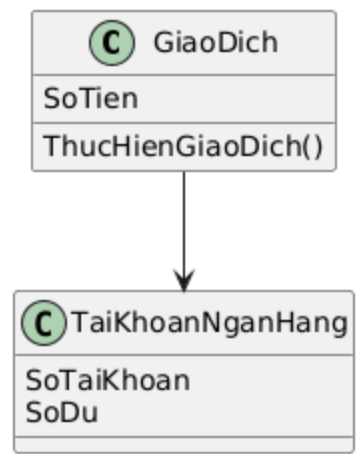 C GiaoDich
SoTien
ThucHienGiaoDich()
C TaiKhoanNganHang
SoTaiKhoan
SoDu